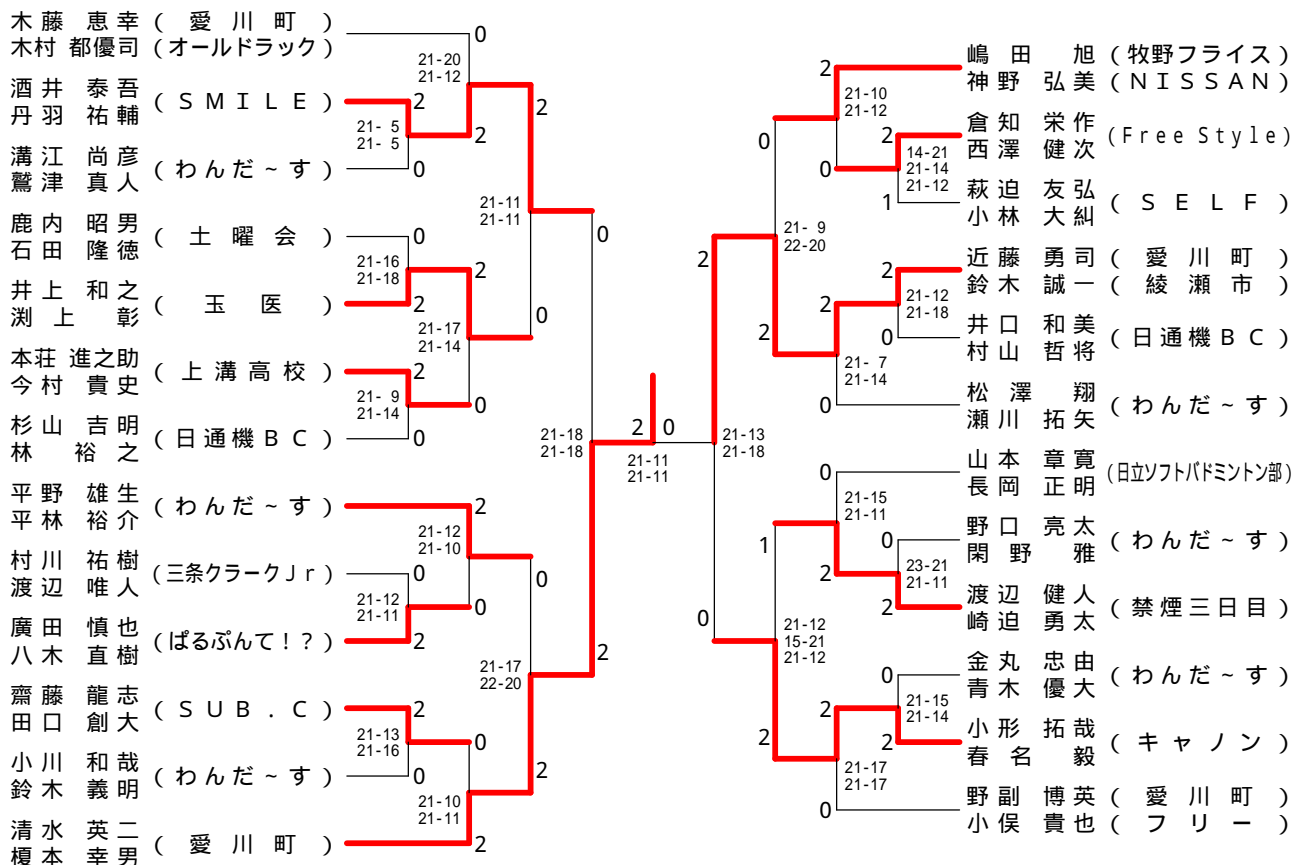 木藤 恵幸 (愛川町)
木村 都優司 (オールドラック)
0
21-20
21-12
酒井 泰吾
丹羽 祐輔
(SMILE)
2
2
2
21- 5
21- 5
溝江 尚彦
鷲津 真人
(わんだ~す)
0
21-11
21-11
0
鹿内 昭男
石田 隆徳
(土曜会)
0
21-16
21-18
2
井上 和之
渕上 彰
(玉医)
2
0
21-17
21-14
本荘 進之助
今村 貴史
(上溝高校)
2
21- 9
21-14
0
杉山 吉明
林 裕之
(日通機BC)
0
21-18
21-18
平野 雄生
平林 裕介
(わんだ~す)
2
21-12
21-10
村川 祐樹
渡辺 唯人
(三条クラークJr)
0
0
21-12
21-11
0
廣田 慎也
八木 直樹
(ぱるぷんて!?)
2
2
21-17
22-20
齋藤 龍志
田口 創大
(SUB.C)
2
21-13
21-16
0
小川 和哉
鈴木 義明
(わんだ~す)
0
2
21-10
21-11
清水 英二
榎本 幸男
(愛川町)
2
2 0
21-11
21-11
嶋田 旭 (牧野フライス)
神野 弘美 (NISSAN)
2
21-10
21-12
0
倉知 栄作
西澤 健次
(Free Style)
2
0
14-21
21-14
21-12
萩迫 友弘
小林 大糾
(SELF)
1
21- 9
22-20
2
近藤 勇司 (愛川町)
鈴木 誠一 (綾瀬市)
2
2
21-12
21-18
2
井口 和美
村山 哲将
(日通機BC)
0
21- 7
21-14
松澤 翔
瀬川 拓矢
(わんだ~す)
0
21-13
21-18
山本 章寛
長岡 正明
(日立ソフトバドミントン部)
0
21-15
21-11
1
野口 亮太
閑野 雅
(わんだ~す)
0
2
23-21
21-11
渡辺 健人
崎迫 勇太
(禁煙三日目)
2
0
21-12
15-21
21-12
金丸 忠由
青木 優大
(わんだ~す)
0
2
21-15
21-14
2
小形 拓哉
春名 毅
(キヤノン)
2
21-17
21-17
野副 博英 (愛川町)
小俣 貴也 (フリー)
0